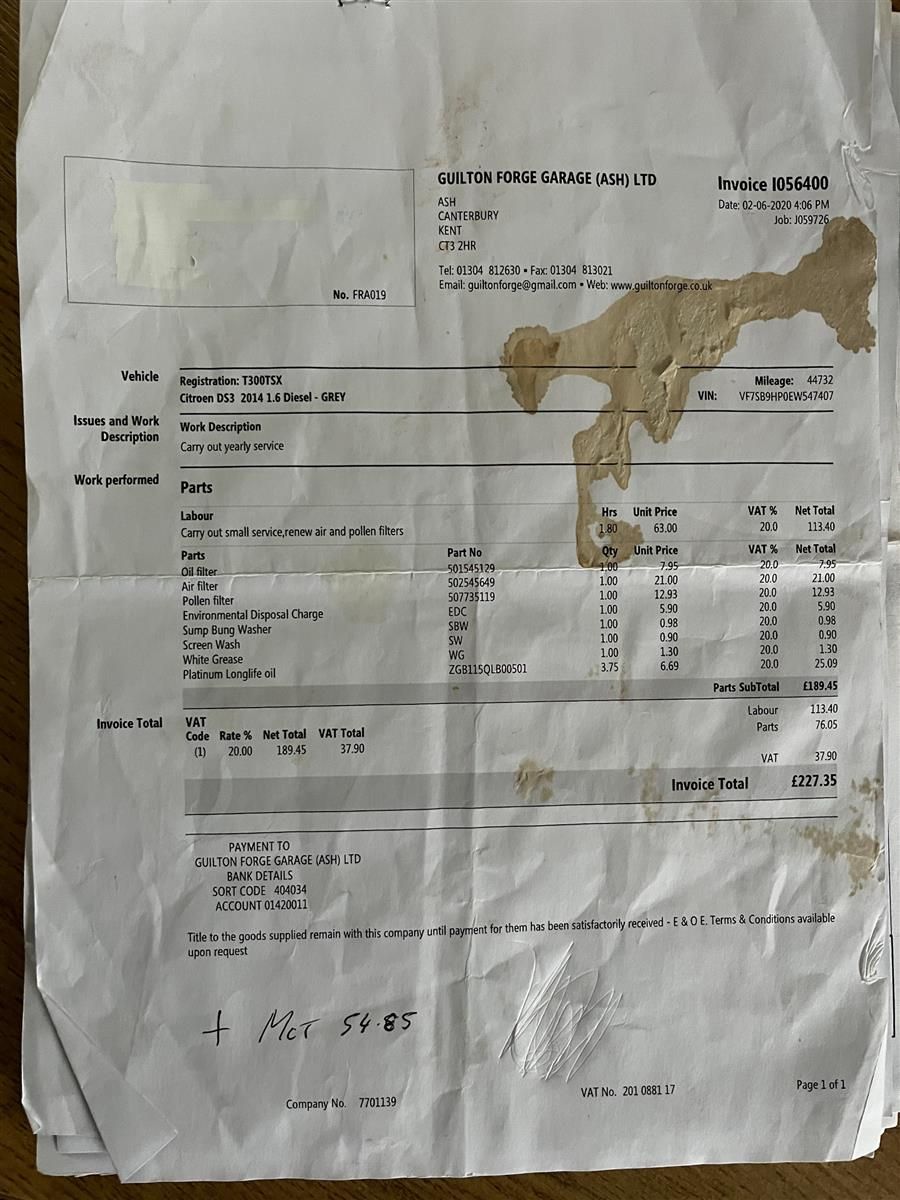 GUILTON FORGE GARAGE (ASH) LTD
ASH
CANTERBURY
KENT
CT3 2HR
Tel: 01304 812630 • Fax: 01304 813021
Email: guiltonforge@gmail.com • Web: www.guiltonforge.co.uk
Invoice I056400
Date: 02-06-2020 4:06 PM
Job: J059726
No. FRA019
Vehicle
Registration: T300TSX
Mileage: 44732
Citroen DS3 2014 1.6 Diesel - GREY
VIN: VF7SB9HP0EW547407
Issues and Work Description
Work Description
Carry out yearly service
Work performed
Parts
Labour Hrs Unit Price VAT % Net Total
Carry out small service,renew air and pollen filters 1.80 63.00 20.0 113.40
Parts Part No Qty Unit Price VAT % Net Total
Oil filter 501545129 1.00 7.95 20.0 7.95
Air filter 502545649 1.00 21.00 20.0 21.00
Pollen filter 507735119 1.00 12.93 20.0 12.93
Environmental Disposal Charge EDC 1.00 5.90 20.0 5.90
Sump Bung Washer SBW 1.00 0.98 20.0 0.98
Screen Wash SW 1.00 0.90 20.0 0.90
White Grease WG 1.00 1.30 20.0 1.30
Platinum Longlife oil ZGB115QLB00501 3.75 6.69 20.0 25.09
Parts SubTotal £189.45
Invoice Total
VAT
Code Rate % Net Total VAT Total
(1) 20.00 189.45 37.90
Labour 113.40
Parts 76.05
VAT 37.90
Invoice Total £227.35
PAYMENT TO
GUILTON FORGE GARAGE (ASH) LTD
BANK DETAILS
SORT CODE 404034
ACCOUNT 01420011
Title to the goods supplied remain with this company until payment for them has been satisfactorily received - E & O E. Terms & Conditions available
upon request
+ McT 54.85
Company No. 7701139
VAT No. 201 0881 17
Page 1 of 1